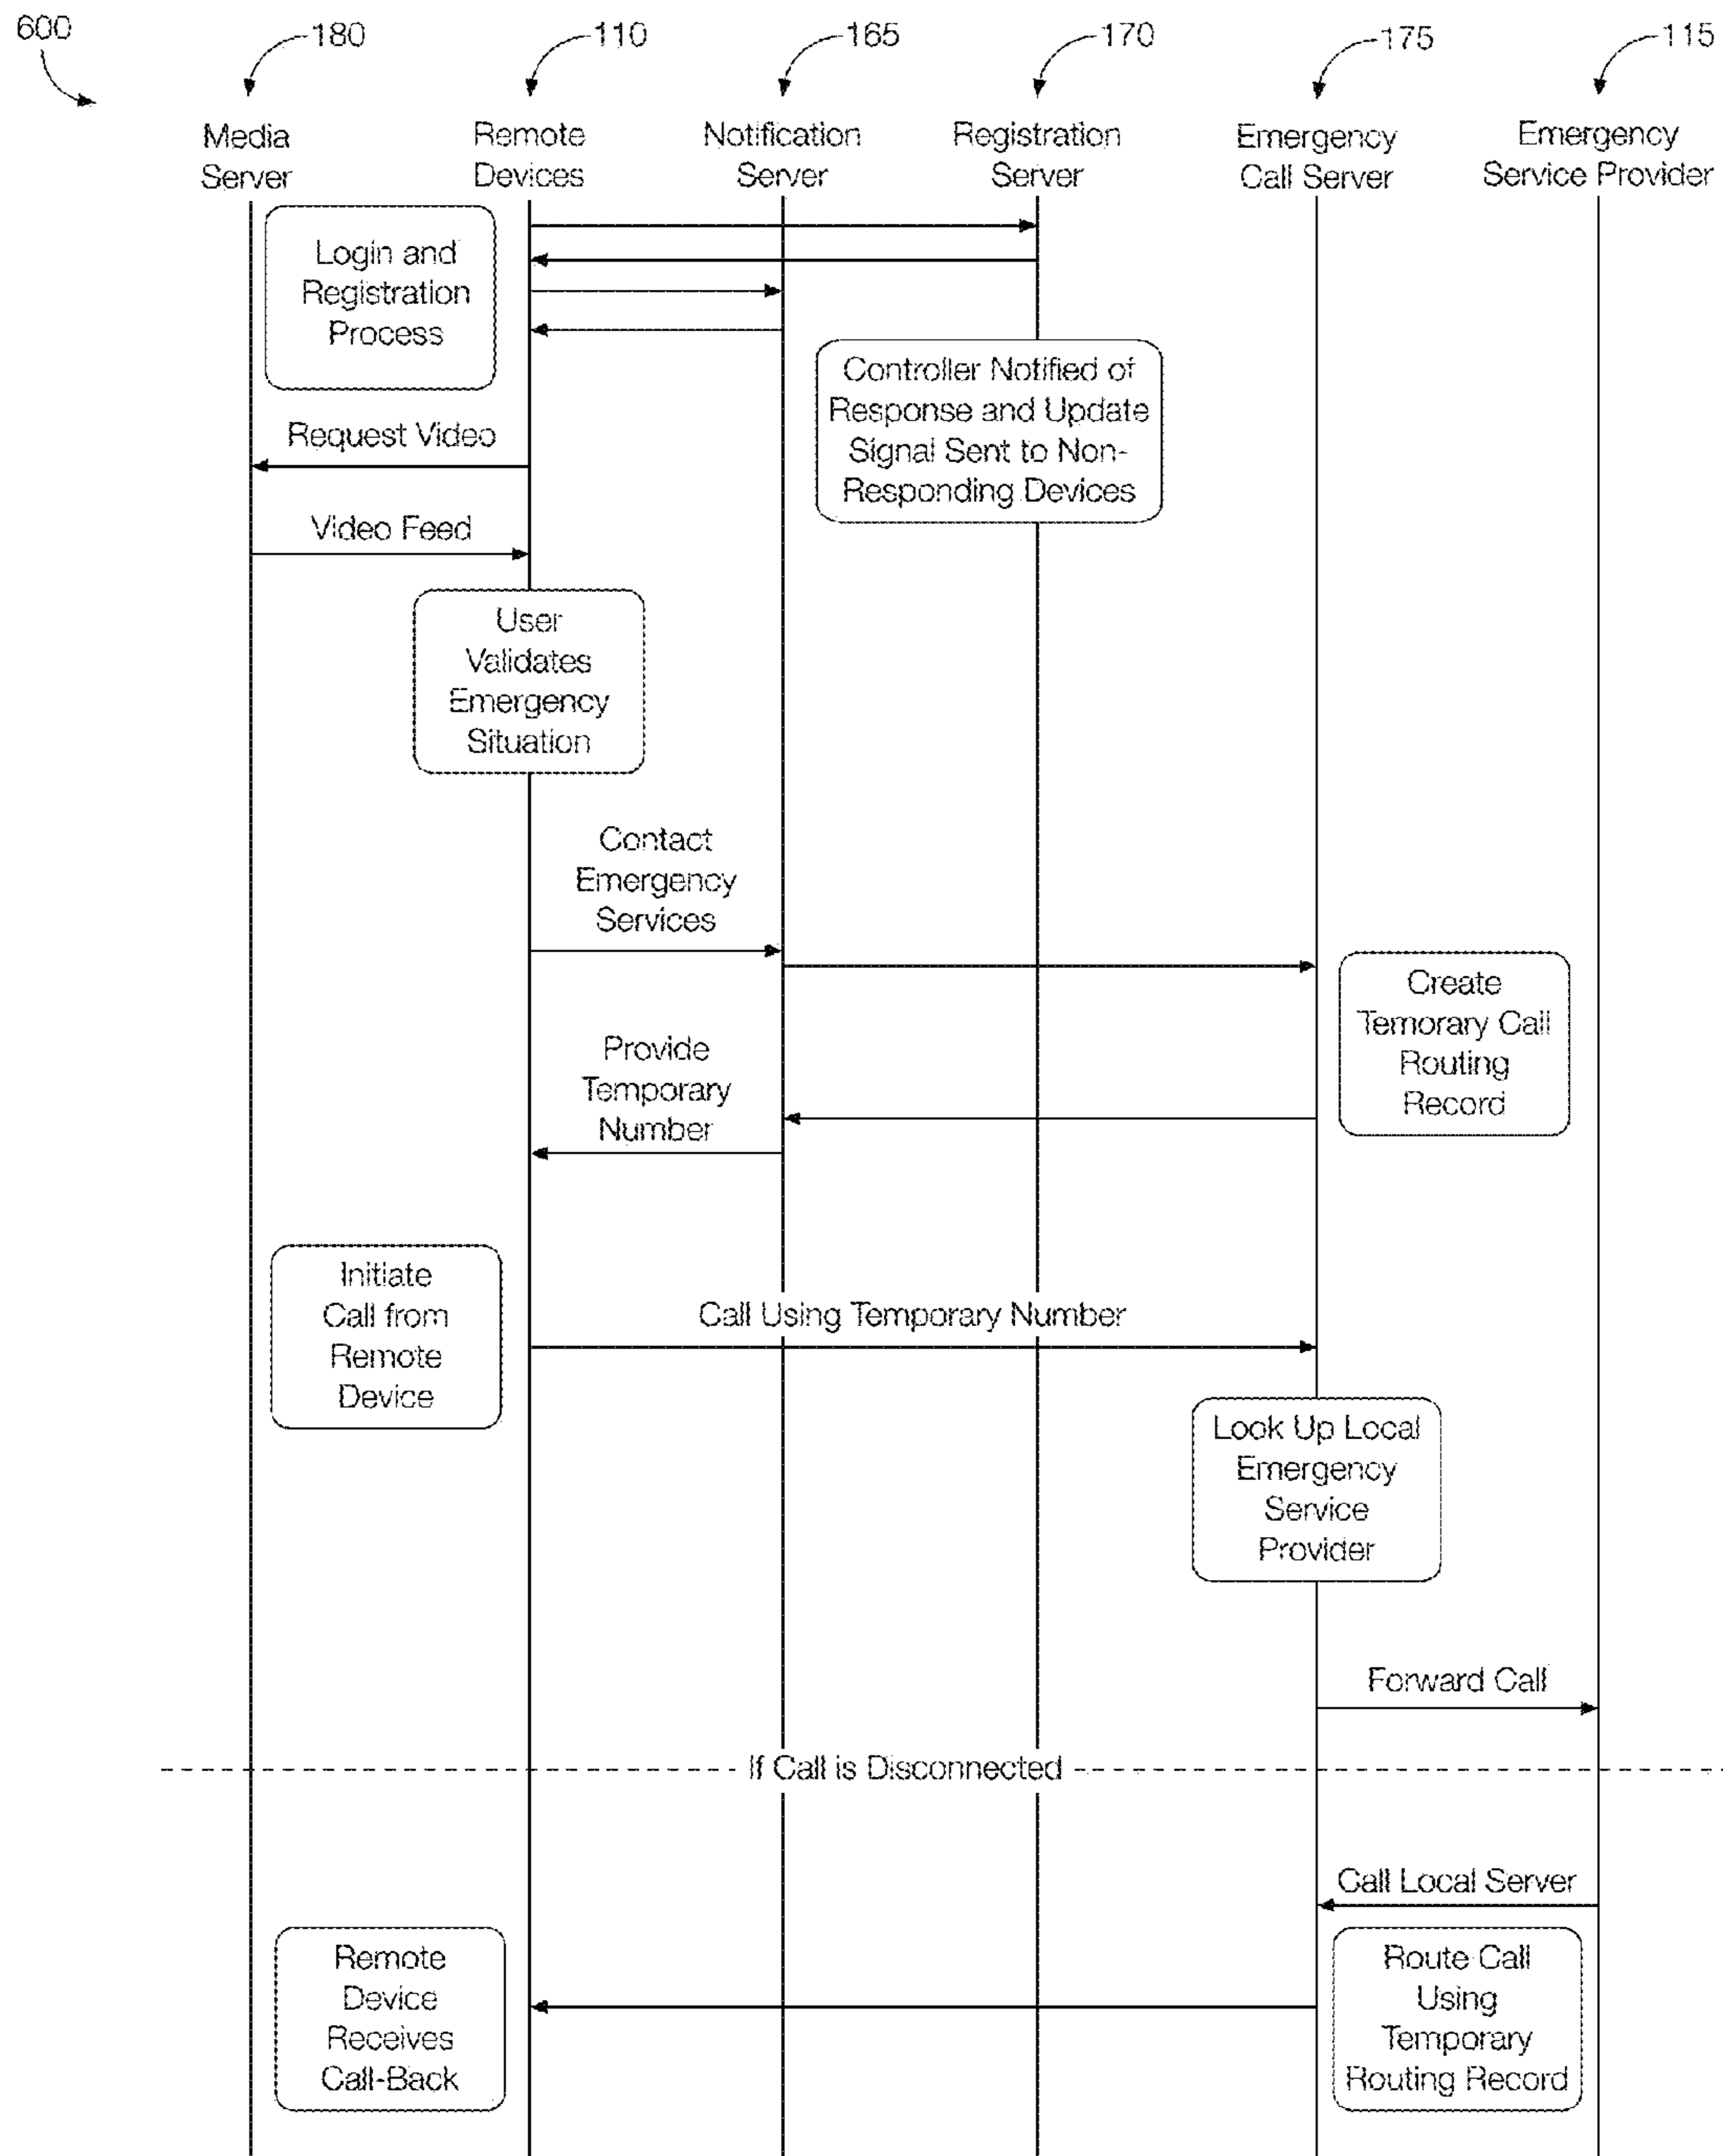 600
180
110
165
170
175
115
Media
Server
Remote
Devices
Notification
Server
Registration
Server
Emergency
Call Server
Emergency
Service Provider
Login and
Registration
Process
Controller Notified of
Response and Update
Signal Sent to Non-
Responding Devices
Request Video
Video Feed
User
Validates
Emergency
Situation
Contact
Emergency
Services
Create
Temorary Call
Routing
Record
Provide
Temporary
Number
Initiate
Call from
Remote
Device
Call Using Temporary Number
Look Up Local
Emergency
Service
Provider
Forward Call
If Call is Disconnected
Call Local Server
Remote
Device
Receives
Call-Back
Route Call
Using
Temporary
Routing Record